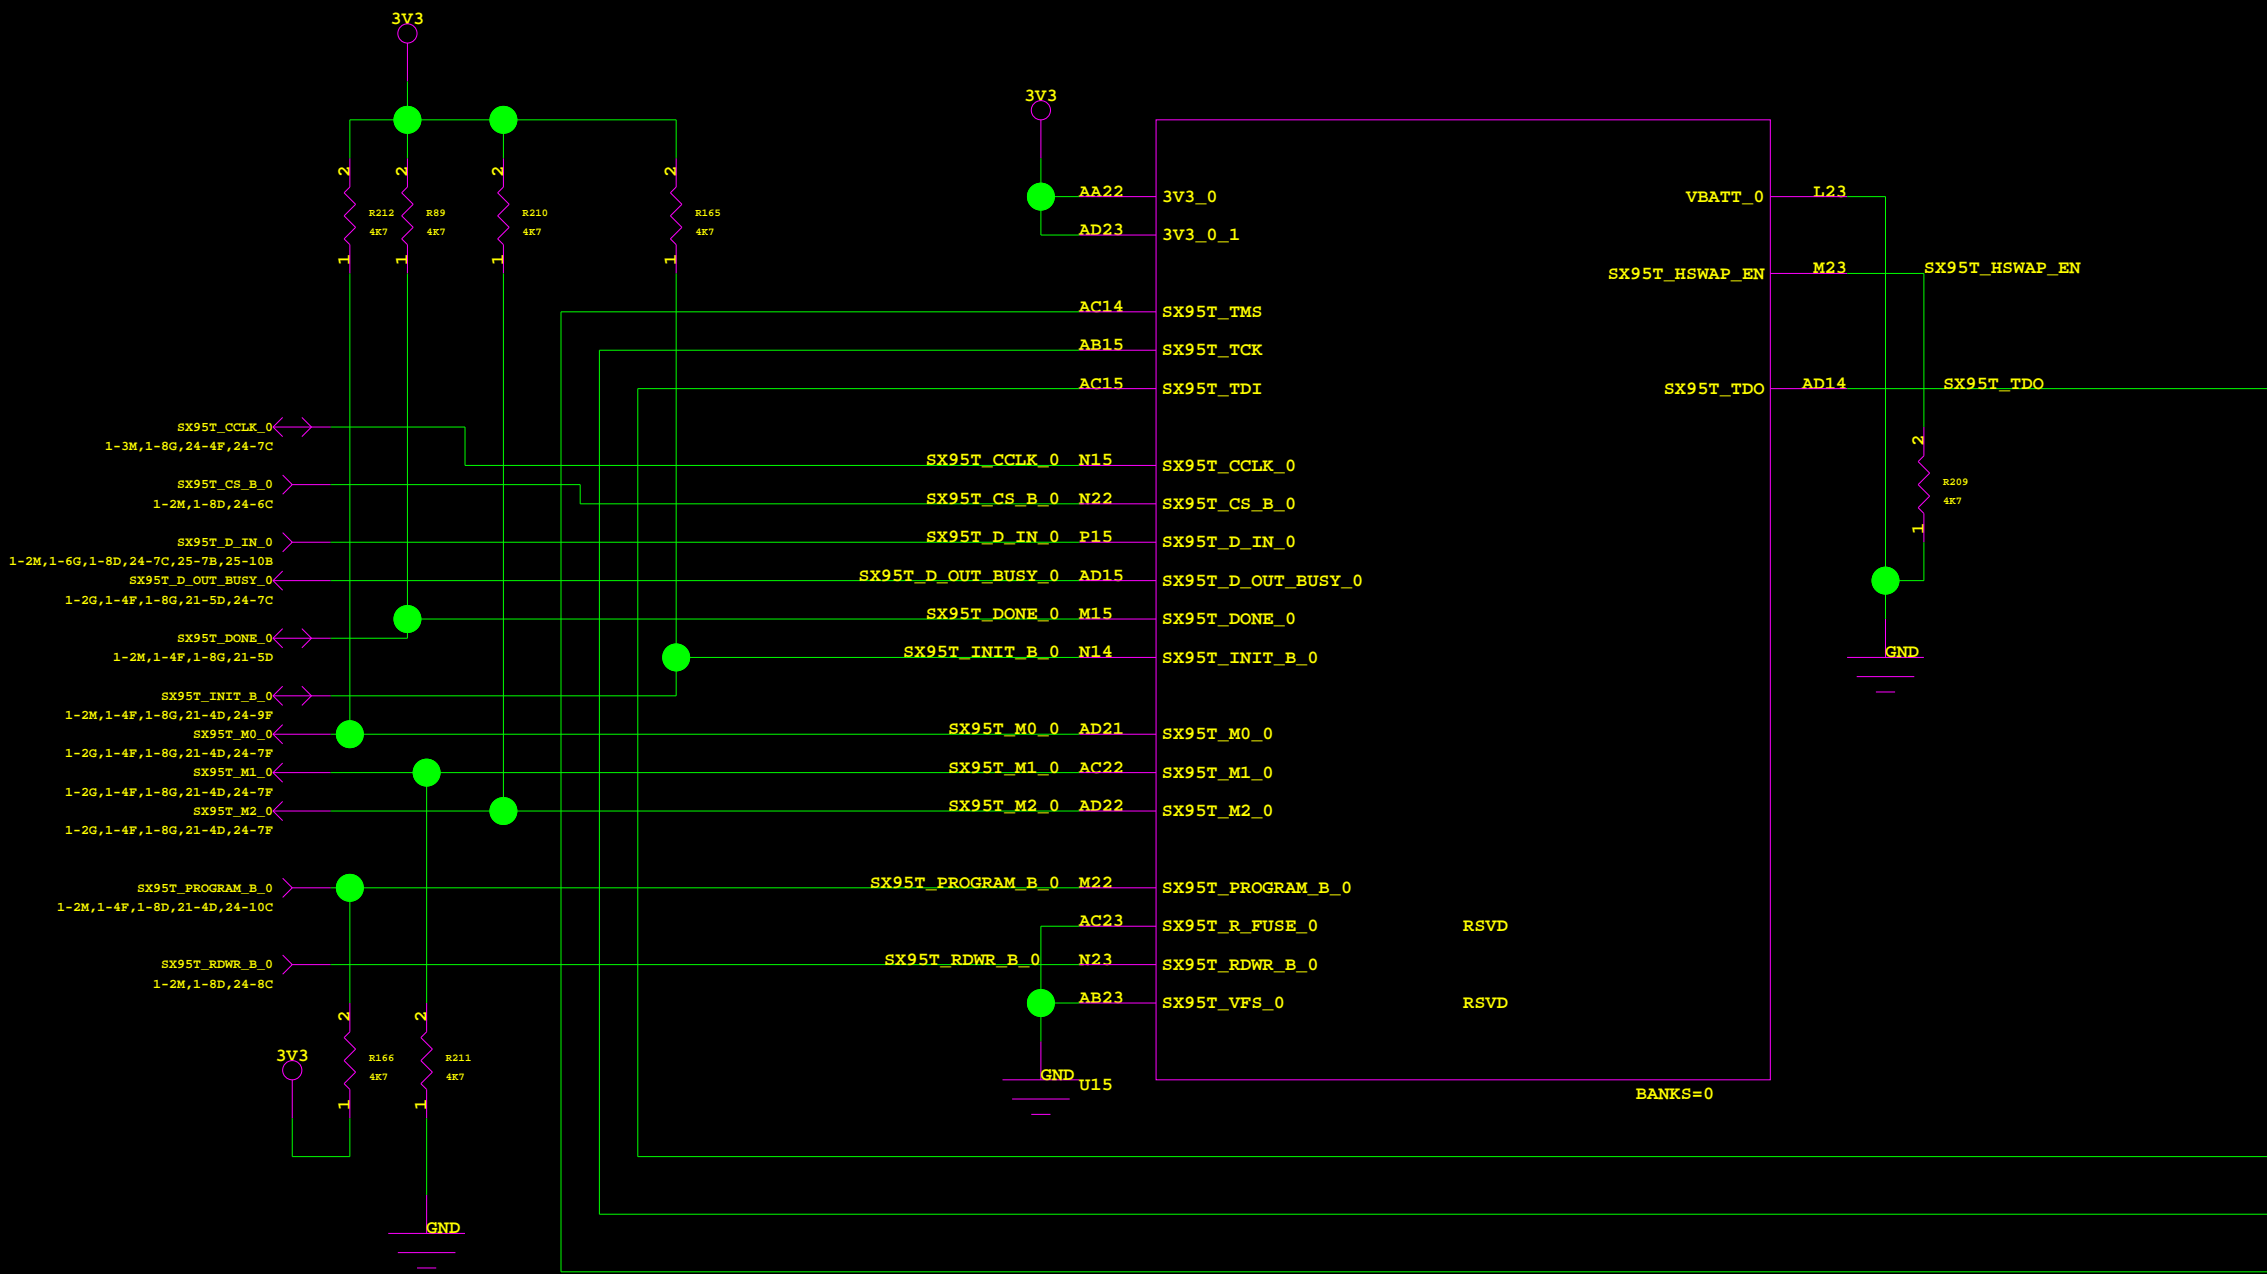 3V3
2
R212
4K7
1
2
R89
4K7
1
2
R210
4K7
1
2
R165
4K7
1
3V3
AA22 3V3_0
AD23 3V3_0_1
AC14 SX95T_TMS
AB15 SX95T_TCK
AC15 SX95T_TDI
VBATT_0 L23
SX95T_HSWAP_EN M23 SX95T_HSWAP_EN
SX95T_TDO AD14 SX95T_TDO
2
R209
4K7
1
GND
SX95T_CCLK_0
1-3M,1-8G,24-4F,24-7C
SX95T_CS_B_0
1-2M,1-8D,24-6C
SX95T_D_IN_0
1-2M,1-6G,1-8D,24-7C,25-7B,25-10B
SX95T_D_OUT_BUSY_0
1-2G,1-4F,1-8G,21-5D,24-7C
SX95T_DONE_0
1-2M,1-4F,1-8G,21-5D
SX95T_INIT_B_0
1-2M,1-4F,1-8G,21-4D,24-9F
SX95T_M0_0
1-2G,1-4F,1-8G,21-4D,24-7F
SX95T_M1_0
1-2G,1-4F,1-8G,21-4D,24-7F
SX95T_M2_0
1-2G,1-4F,1-8G,21-4D,24-7F
SX95T_PROGRAM_B_0
1-2M,1-4F,1-8D,21-4D,24-10C
SX95T_RDWR_B_0
1-2M,1-8D,24-8C
SX95T_CCLK_0 N15 SX95T_CCLK_0
SX95T_CS_B_0 N22 SX95T_CS_B_0
SX95T_D_IN_0 P15 SX95T_D_IN_0
SX95T_D_OUT_BUSY_0 AD15 SX95T_D_OUT_BUSY_0
SX95T_DONE_0 M15 SX95T_DONE_0
SX95T_INIT_B_0 N14 SX95T_INIT_B_0
SX95T_M0_0 AD21 SX95T_M0_0
SX95T_M1_0 AC22 SX95T_M1_0
SX95T_M2_0 AD22 SX95T_M2_0
SX95T_PROGRAM_B_0 M22 SX95T_PROGRAM_B_0
AC23 SX95T_R_FUSE_0 RSVD
SX95T_RDWR_B_0 N23 SX95T_RDWR_B_0
AB23 SX95T_VFS_0 RSVD
GND
U15
BANKS=0
3V3
2
R166
4K7
1
2
R211
4K7
1
GND